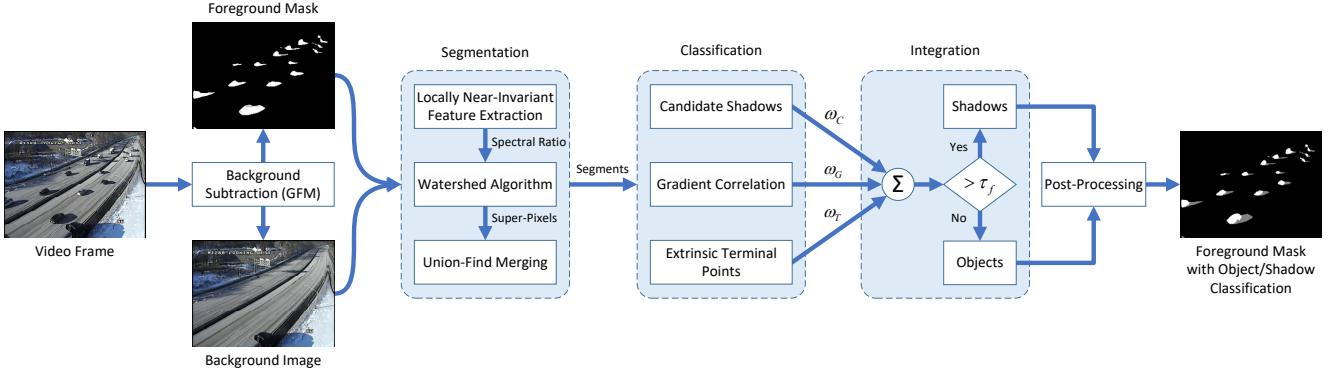 Foreground Mask
Video Frame
Background
Subtraction (GFM)
Background Image
Segmentation
Locally Near-Invariant
Feature Extraction
Spectral Ratio
Watershed Algorithm
Super-Pixels
Union-Find Merging
Segments
Classification
Candidate Shadows
Gradient Correlation
Extrinsic Terminal
Points
ω_C
ω_G
ω_T
Integration
Σ
Shadows
Yes
> τ_f
No
Objects
Post-Processing
Foreground Mask
with Object/Shadow
Classification